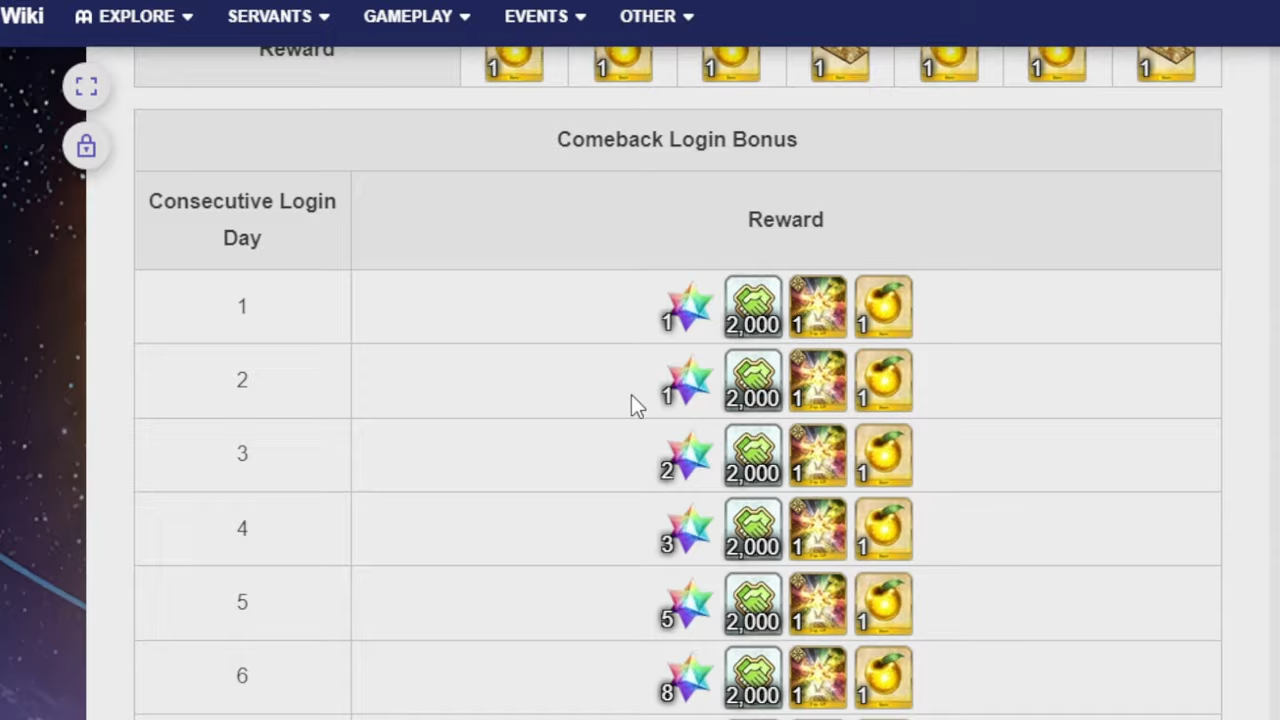 Wiki EXPLORE SERVANTS GAMEPLAY EVENTS OTHER
Reward 1 1 1 1 1 1 1
Comeback Login Bonus
Consecutive Login
Day
Reward
1 1 2,000 1 1
2 1 2,000 1 1
3 2 2,000 1 1
4 3 2,000 1 1
5 5 2,000 1 1
6 8 2,000 1 1